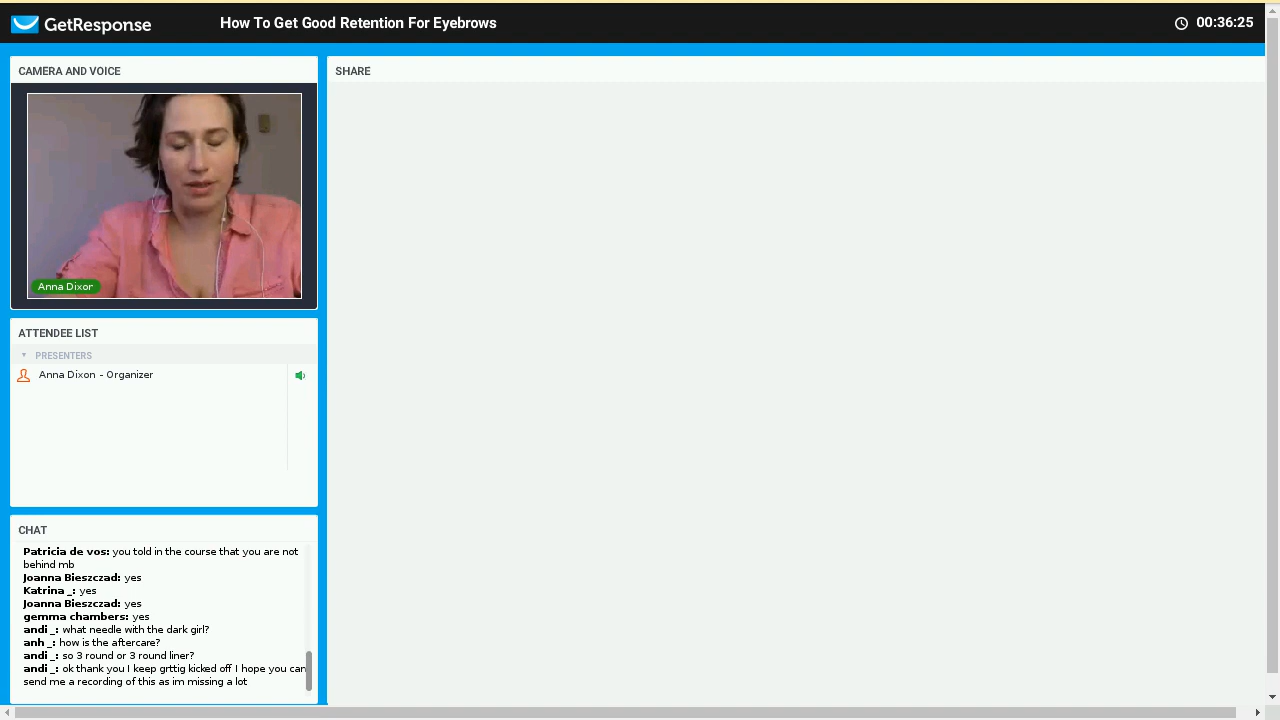 GetResponse
How To Get Good Retention For Eyebrows
00:36:25
CAMERA AND VOICE
Anna Dixon
ATTENDEE LIST
PRESENTERS
Anna Dixon - Organizer
CHAT
Patricia de vos: you told in the course that you are not
behind mb
Joanna Bieszczad: yes
Katrina _: yes
Joanna Bieszczad: yes
gemma chambers: yes
andi _: what needle with the dark girl?
anh _: how is the aftercare?
andi _: so 3 round or 3 round liner?
andi _: ok thank you I keep grttig kicked off I hope you can
send me a recording of this as im missing a lot
SHARE